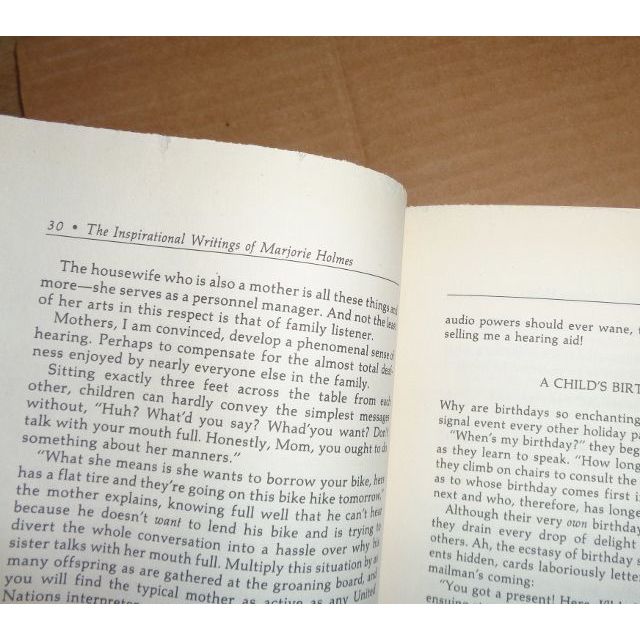 30 • The Inspirational Writings of Marjorie Holmes
The housewife who is also a mother is all these things and
more—she serves as a personnel manager. And not the least
of her arts in this respect is that of family listener.
Mothers, I am convinced, develop a phenomenal sense of
hearing. Perhaps to compensate for the almost total deaf-
ness enjoyed by nearly everyone else in the family.
Sitting exactly three feet across the table from each
other, children can hardly convey the simplest messages
without, "Huh? What'd you say? Whad'you want? Don't
talk with your mouth full. Honestly, Mom, you ought to do
something about her manners."
"What she means is she wants to borrow your bike, hers
has a flat tire and they're going on this bike hike tomorrow,"
the mother explains, knowing full well that he can't hear
because he doesn't want to lend his bike and is trying to
divert the whole conversation into a hassle over why his
sister talks with her mouth full. Multiply this situation by as
many offspring as are gathered at the groaning board, and
you will find the typical mother as active as any United
Nations interpreter
audio powers should ever wane,
selling me a hearing aid!
A CHILD'S BIRT
Why are birthdays so enchanting
signal event every other holiday pa
"When's my birthday?" they beg
as they learn to speak. "How long
they climb on chairs to consult the
as to whose birthday comes first i
next and who, therefore, has longe
Although their very own birthday
they drain every drop of delight
others. Ah, the ecstasy of birthday s
ents hidden, cards laboriously lette
mailman's coming:
"You got a present! Here, I'll
ensuing